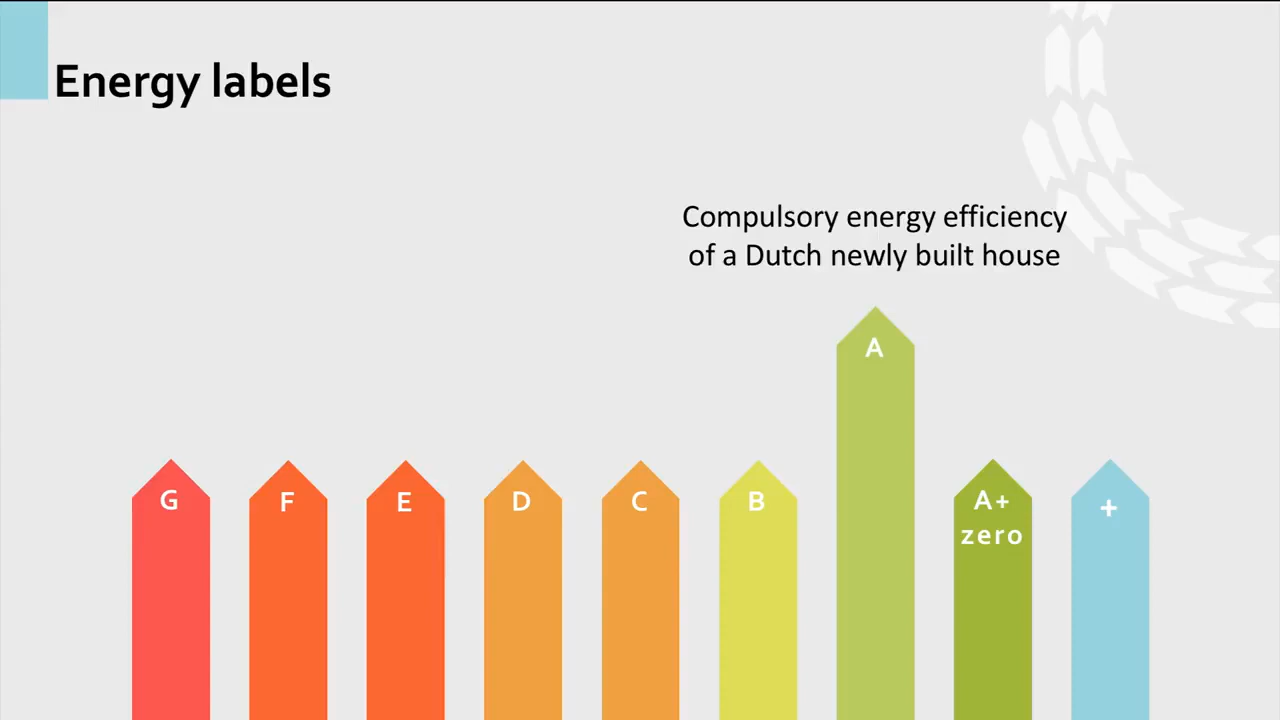 Energy labels
Compulsory energy efficiency
of a Dutch newly built house
G
F
E
D
C
B
A
A+
zero
+